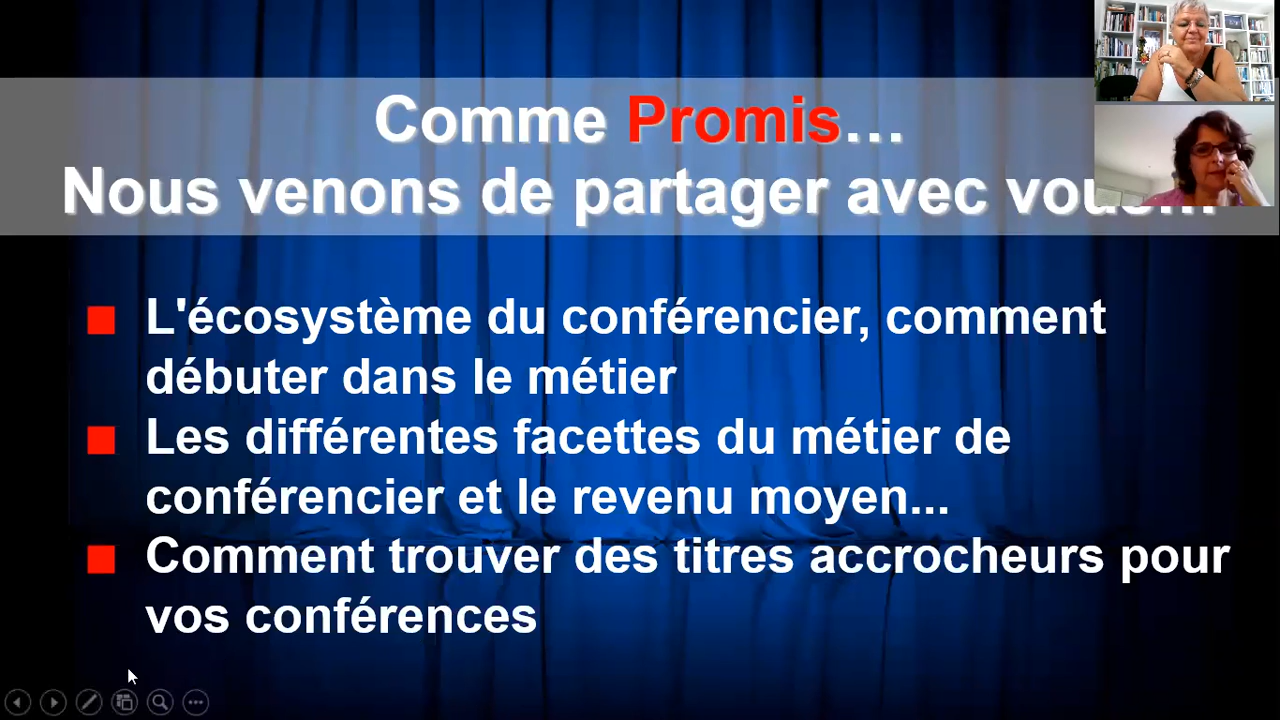 Comme Promis...
Nous venons de partager avec vous...
L'écosystème du conférencier, comment
débuter dans le métier
Les différentes facettes du métier de
conférencier et le revenu moyen...
Comment trouver des titres accrocheurs pour
vos conférences